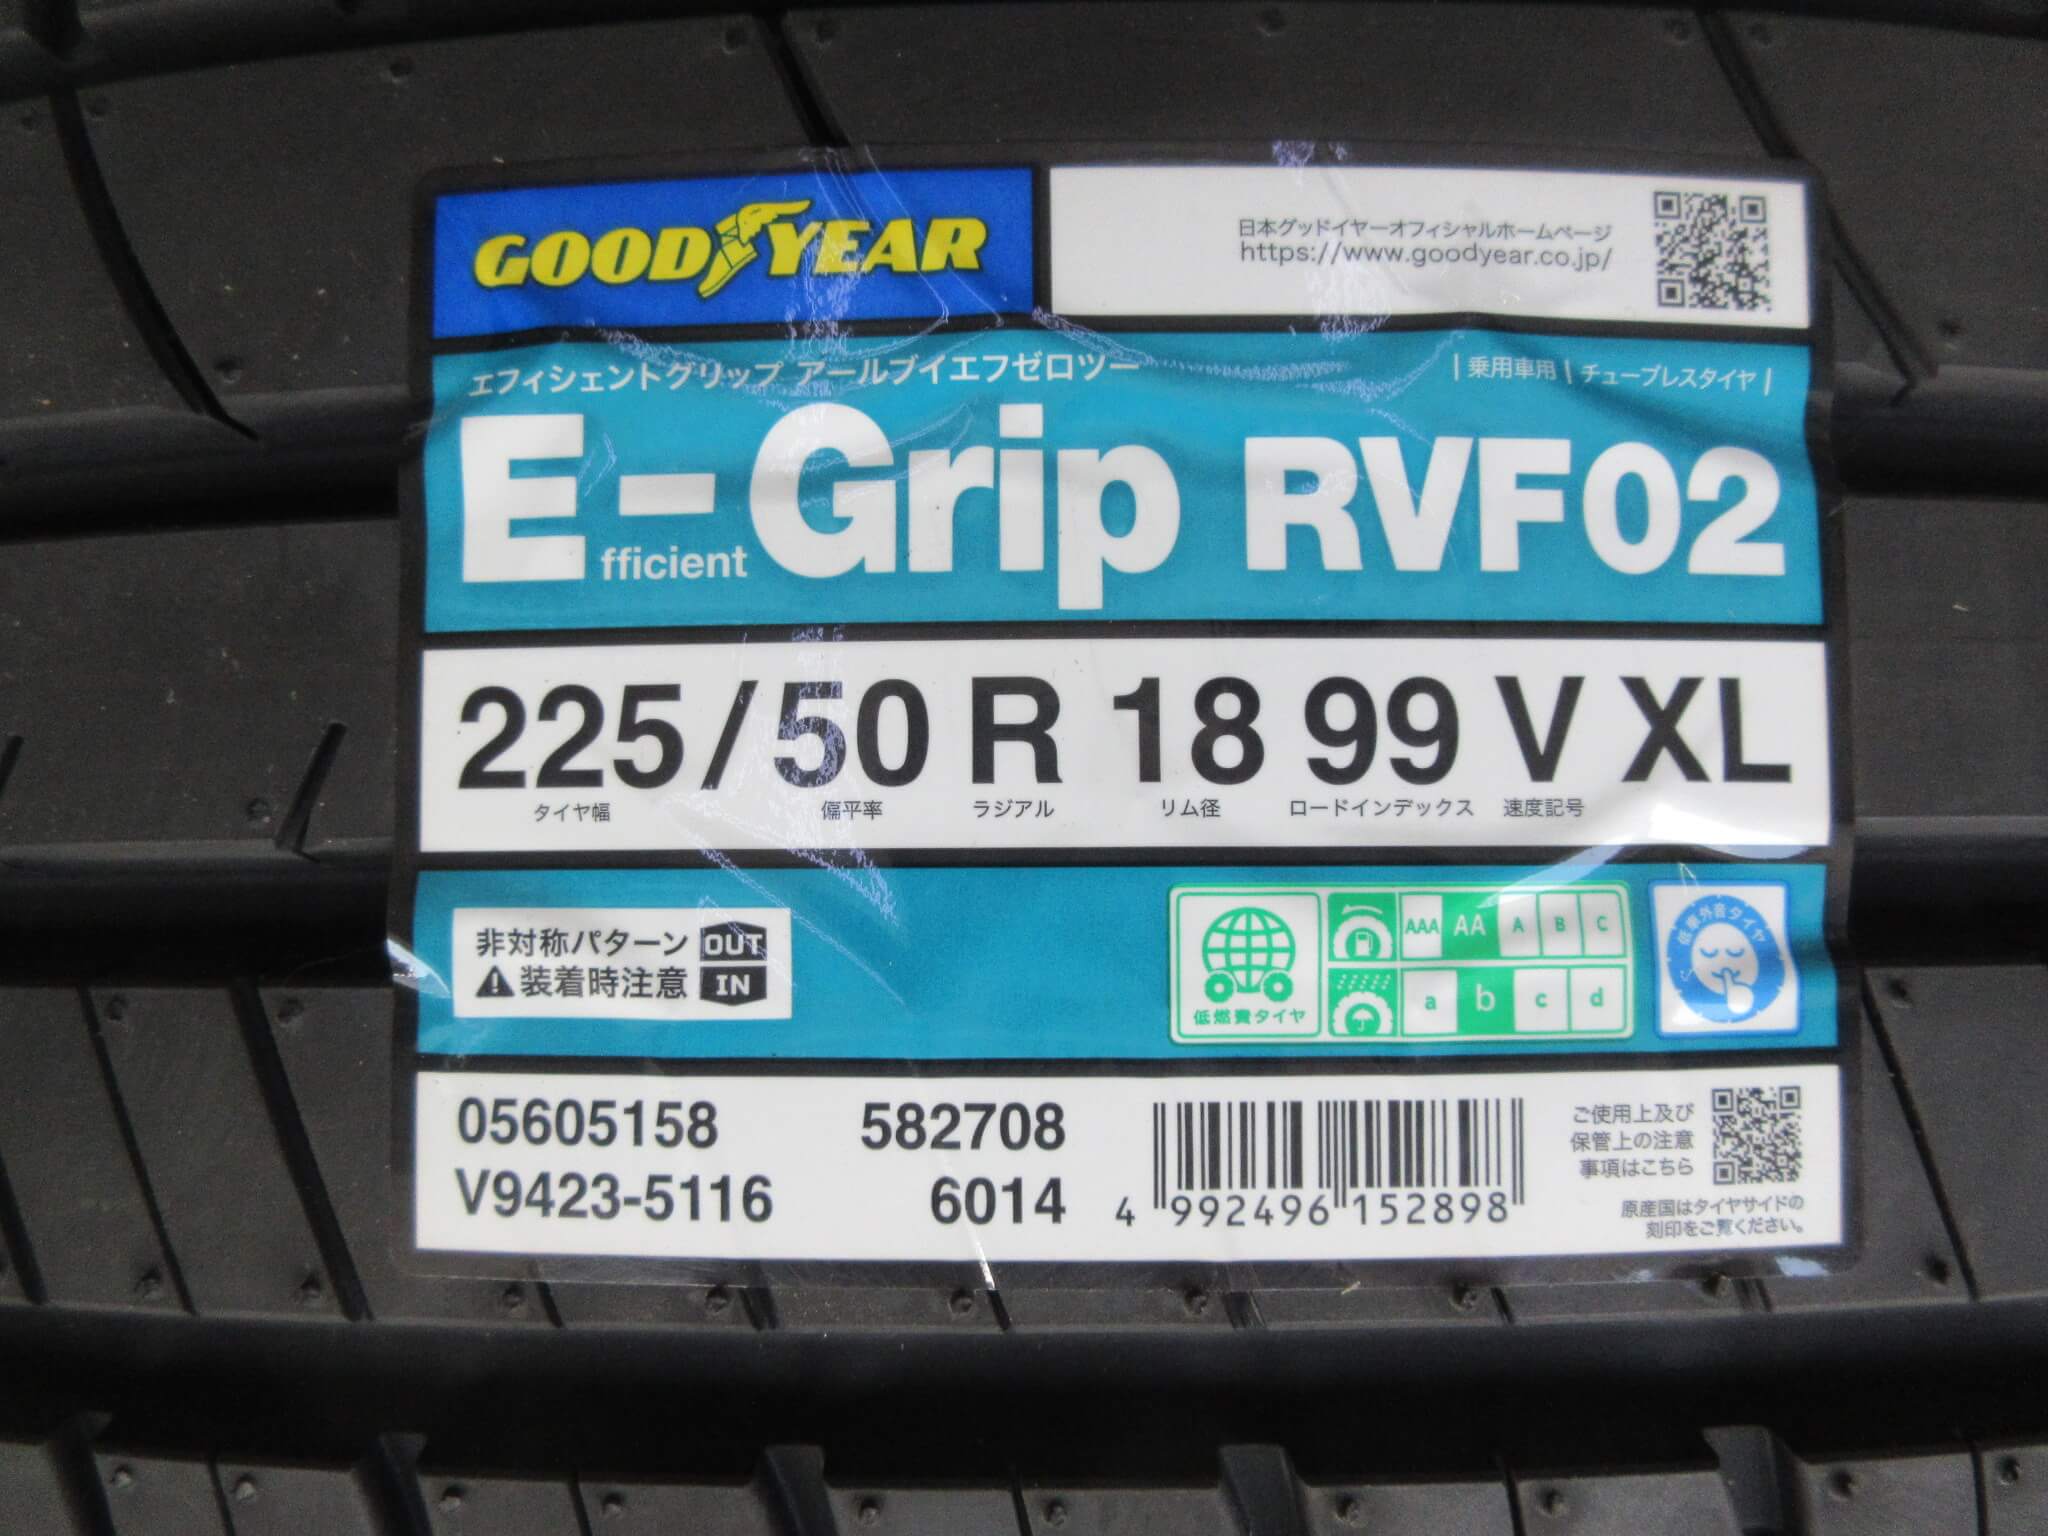 GOODYEAR
日本グッドイヤーオフィシャルホームページ
https://www.goodyear.co.jp/
エフィシェントグリップ アールブイエフゼロツー
|乗用車用|チューブレスタイヤ|
Efficient-Grip RVF02
225/50 R 18 99 V XL
タイヤ幅 偏平率 ラジアル リム径 ロードインデックス 速度記号
非対称パターン OUT
装着時注意 IN
低燃費タイヤ
AAA AA A B C
a b c d
低車外音タイヤ
05605158 582708
V9423-5116 6014
4 992496 152898
ご使用上及び
保管上の注意
事項はこちら
原産国はタイヤサイドの
刻印をご覧ください。